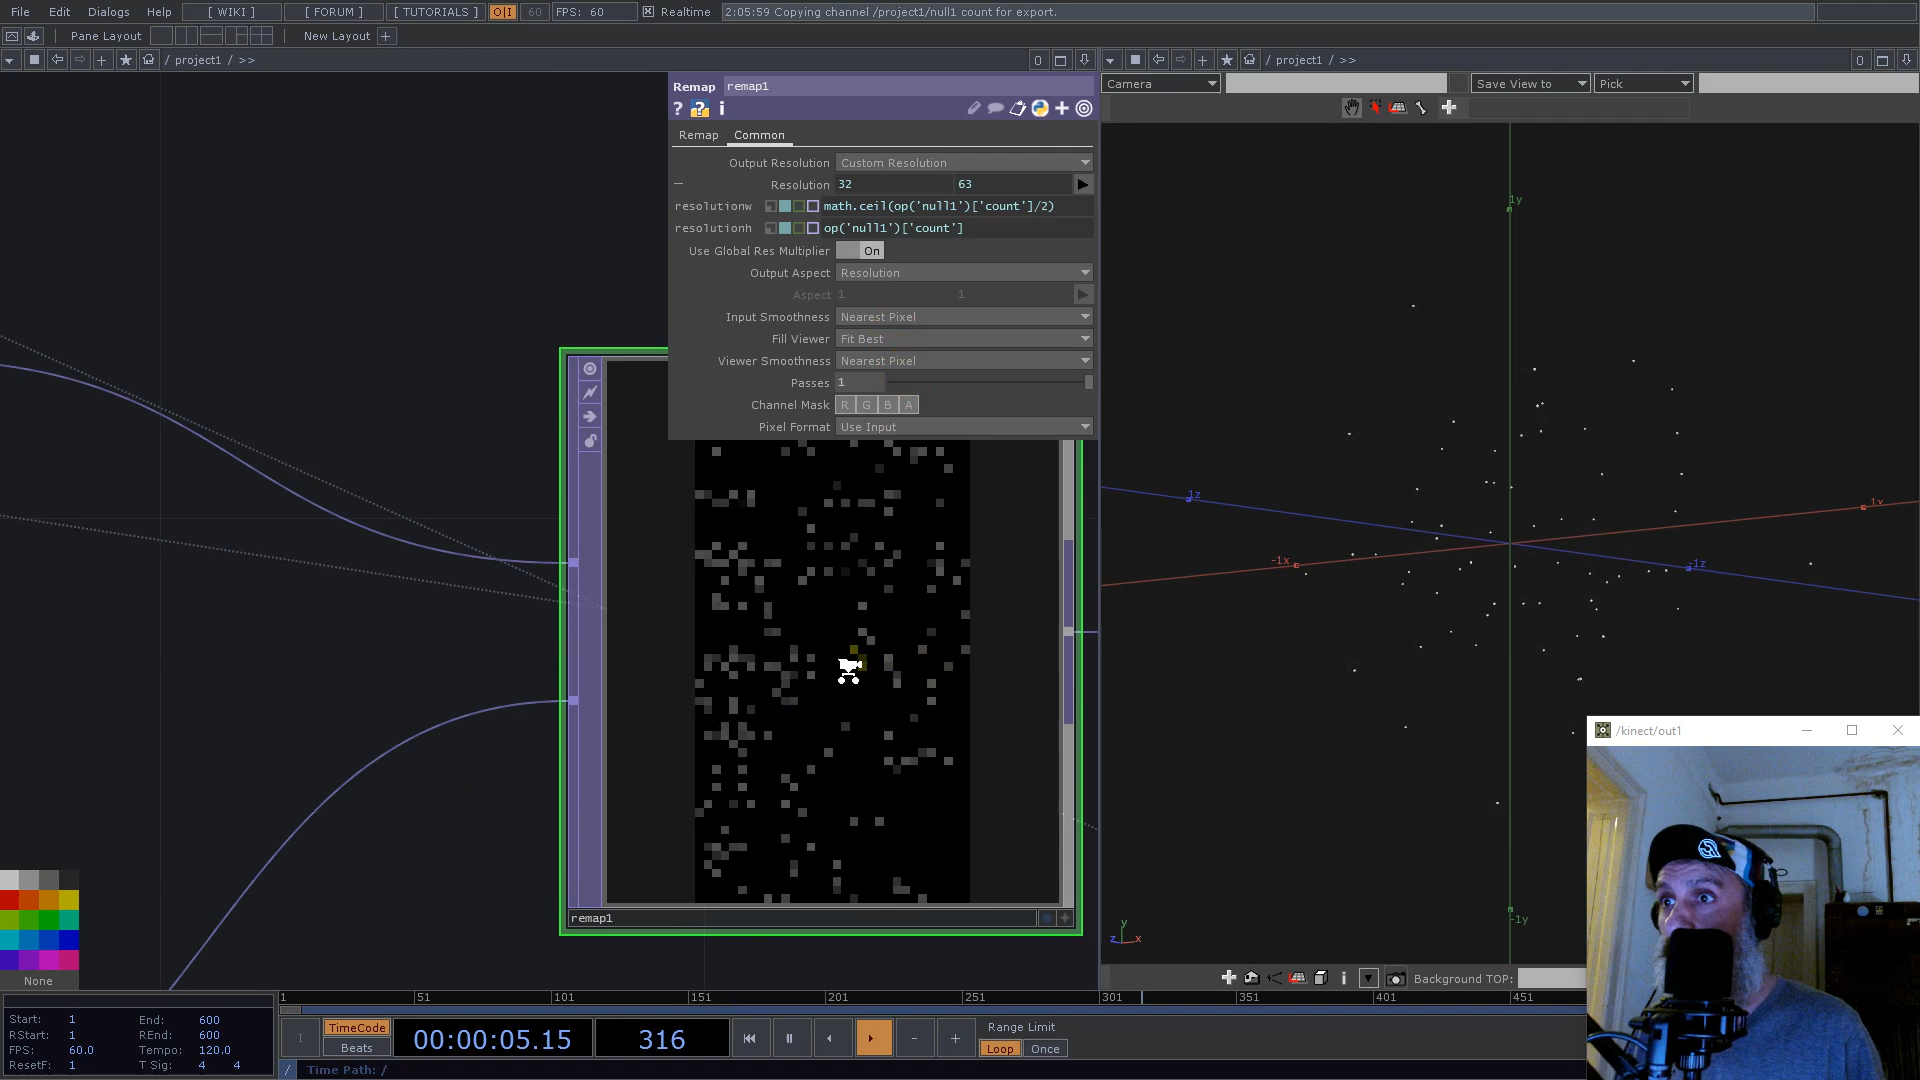 File Edit Dialogs Help [ WIKI ] [ FORUM ] [ TUTORIALS ] O|I 60 FPS: 60 Realtime 2:05:59 Copying channel /project1/null1 count for export.
Pane Layout New Layout +
/ project1 / >> 0
/ project1 / >> 0
Remap remap1
Camera Save View to Pick
? ? i
Remap Common
Output Resolution Custom Resolution
Resolution 32 63
resolutionw math.ceil(op('null1')['count']/2)
resolutionh op('null1')['count']
Use Global Res Multiplier On
Output Aspect Resolution
Aspect 1 1
Input Smoothness Nearest Pixel
Fill Viewer Fit Best
Viewer Smoothness Nearest Pixel
Passes 1
Channel Mask R G B A
Pixel Format Use Input
1y
1z
1x
-1x
-1z
-1y
y
z x
remap1
/kinect/out1
None
i Background TOP:
1 51 101 151 201 251 301 351 401 451
Start: 1 End: 600
RStart: 1 REnd: 600
FPS: 60.0 Tempo: 120.0
ResetF: 1 T Sig: 4 4
TimeCode
Beats
00:00:05.15 316
- +
Range Limit
Loop Once
/ Time Path: /